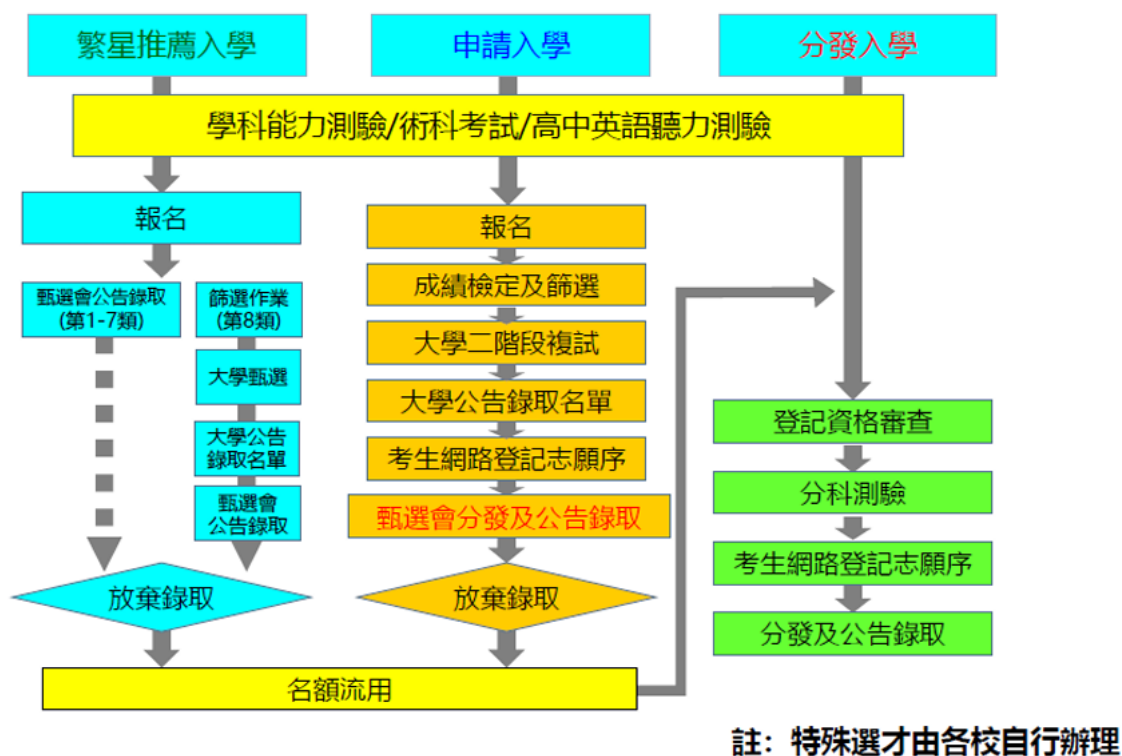 繁星推薦入學
申請入學
分發入學
學科能力測驗/術科考試/高中英語聽力測驗
報名
甄選會公告錄取
(第1-7類)
篩選作業
(第8類)
大學甄選
大學公告
錄取名單
甄選會
公告錄取
放棄錄取
報名
成績檢定及篩選
大學二階段複試
大學公告錄取名單
考生網路登記志願序
甄選會分發及公告錄取
放棄錄取
名額流用
登記資格審查
分科測驗
考生網路登記志願序
分發及公告錄取
註: 特殊選才由各校自行辦理